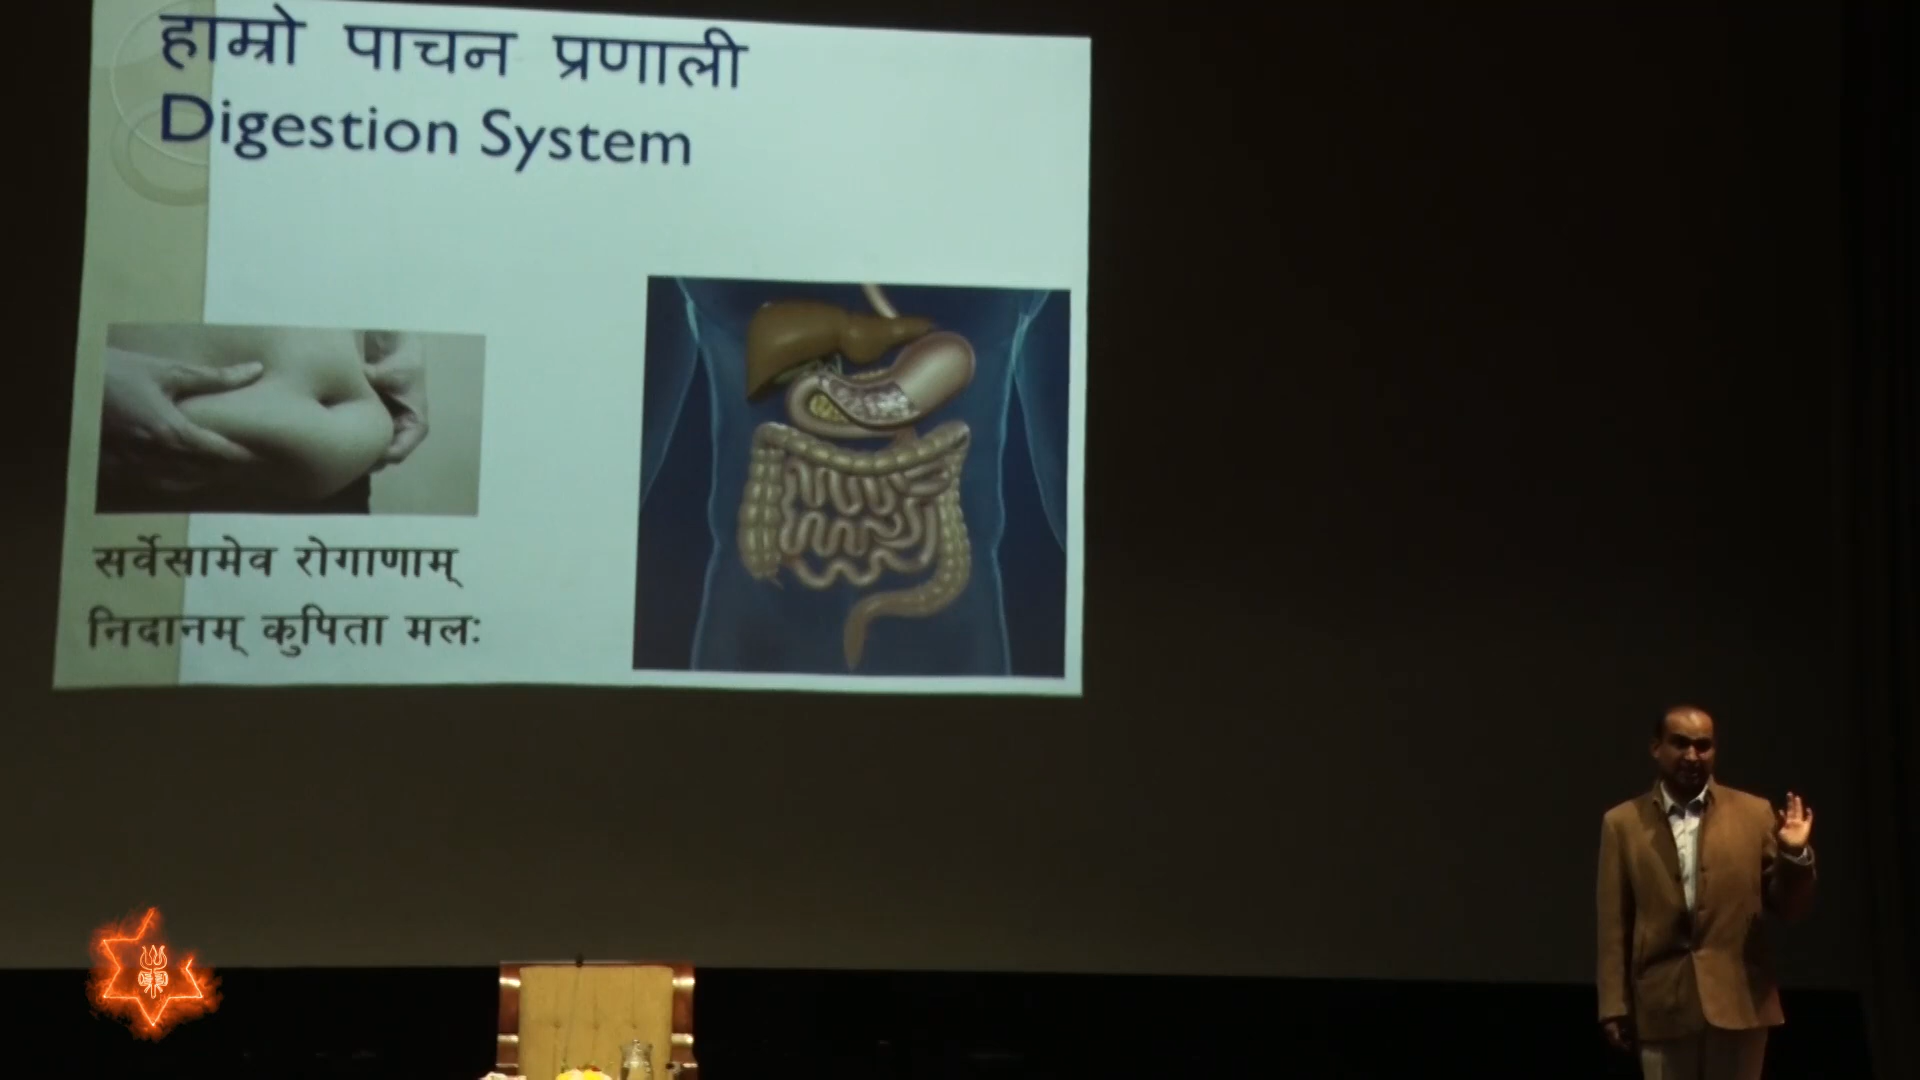 हाम्रो पाचन प्रणाली
Digestion System
सर्वेसामेव रोगाणाम्
निदानम् कुपिता मलः